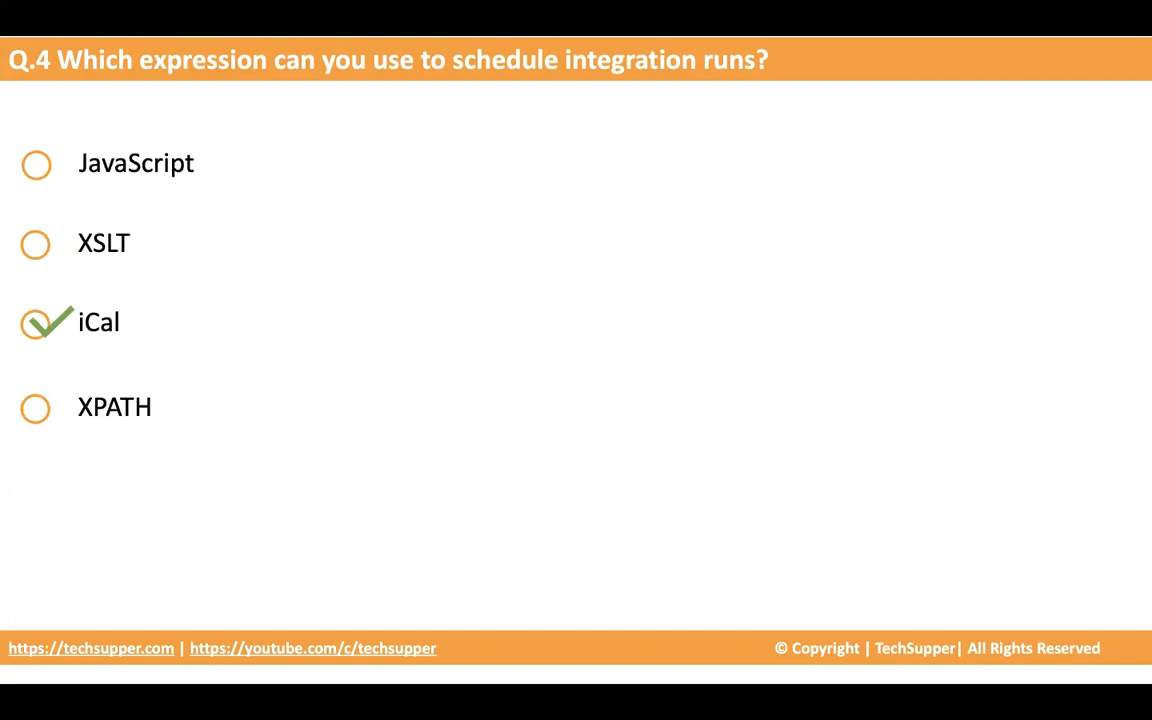 Q.4 Which expression can you use to schedule integration runs?
JavaScript
XSLT
iCal
XPATH
https://techsupper.com | https://youtube.com/c/techsupper
© Copyright | TechSupper| All Rights Reserved